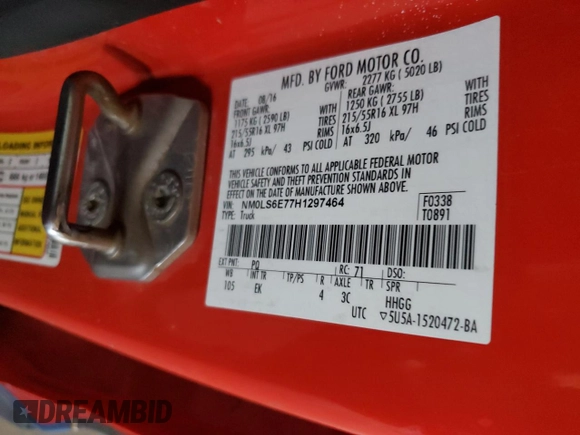 MFD. BY FORD MOTOR CO.
DATE: 08/16 GVWR: 2277 KG ( 5020 LB)
FRONT GAWR: REAR GAWR: WITH
1175 KG ( 2590 LB) WITH 1250 KG ( 2755 LB) TIRES
215/55R16 XL 97H TIRES 215/55R16 XL 97H RIMS
16x6.5J RIMS 16x6.5J
AT 295 kPa/ 43 PSI COLD AT 320 kPa/ 46 PSI COLD
THIS VEHICLE CONFORMS TO ALL APPLICABLE FEDERAL MOTOR
VEHICLE SAFETY AND THEFT PREVENTION STANDARDS IN
EFFECT ON THE DATE OF MANUFACTURE SHOWN ABOVE.
VIN: NM0LS6E77H1297464 F0338
TYPE: Truck T0891
EXT PNT: PQ RC: 71 DSO:
WB INT TR TP/PS R AXLE TR SPR
105 EK 4 3C HHGG
UTC ▽5U5A-1520472-BA
LOADING
DREAMBID